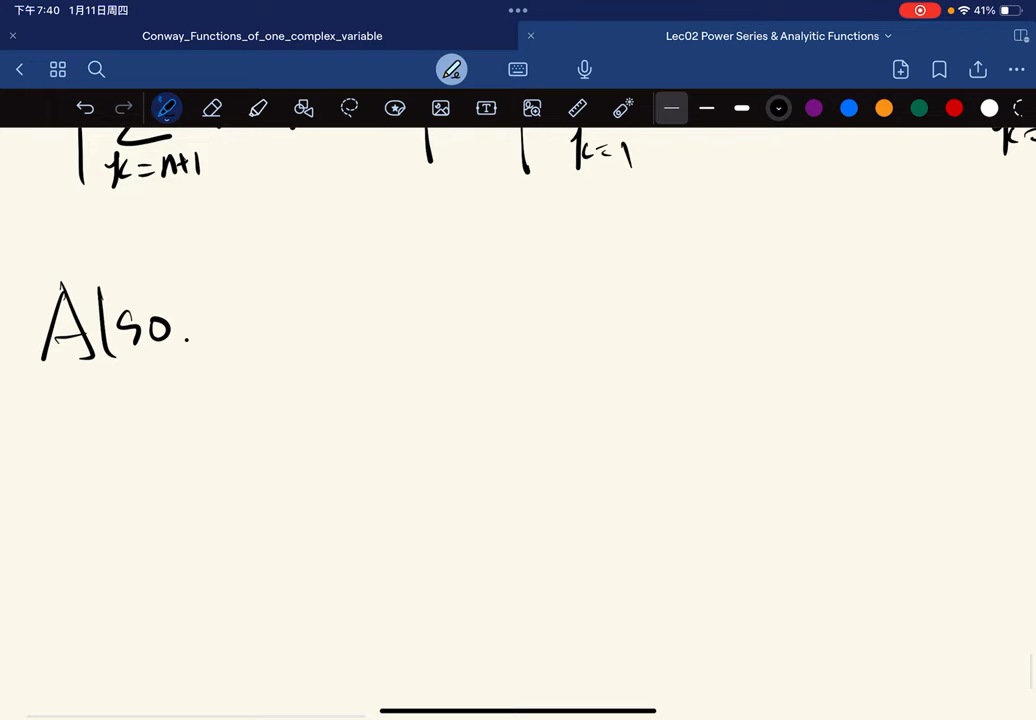 下午7:40 1月11日周四
41%
Conway_Functions_of_one_complex_variable
Lec02 Power Series & Analyitic Functions
k=n+1
k=1
Also.